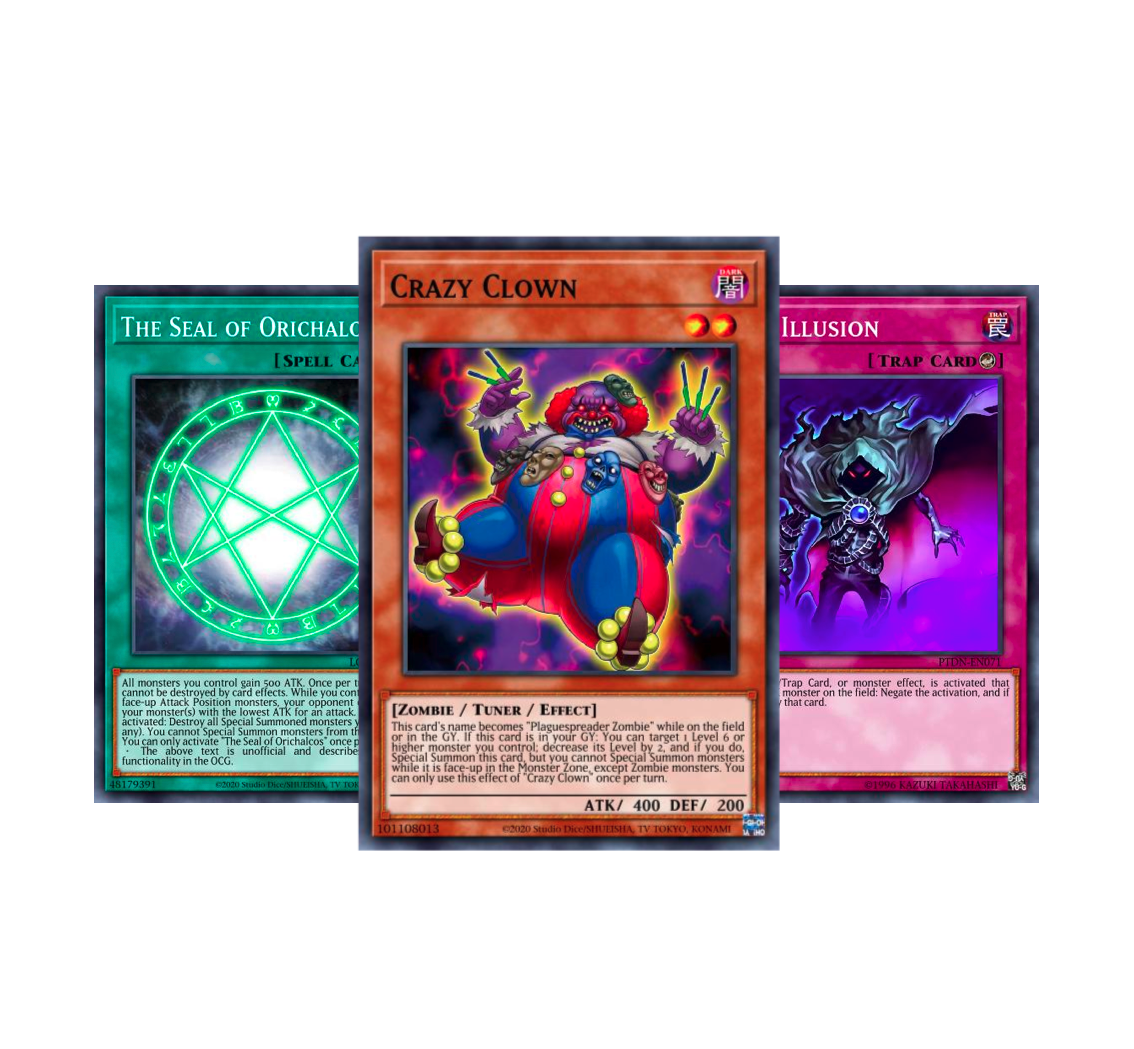 THE SEAL OF ORICHALC
[SPELL CA
All monsters you control gain 500 ATK. Once per t
cannot be destroyed by card effects. While you cont
face-up Attack Position monsters, your opponent
your monster(s) with the lowest ATK for an attack.
activated: Destroy all Special Summoned monsters y
any). You cannot Special Summon monsters from th
You can only activate "The Seal of Orichalcos" once p
· The above text is unofficial and describe
functionality in the OCG.
48179391
©2020 Studio Dice/SHUEISHA, TV TOK
CRAZY CLOWN
DARK
闇
[ZOMBIE / TUNER / EFFECT]
This card's name becomes "Plaguespreader Zombie" while on the field
or in the GY. If this card is in your GY: You can target 1 Level 6 or
higher monster you control; decrease its Level by 2, and if you do,
Special Summon this card, but you cannot Special Summon monsters
while it is face-up in the Monster Zone, except Zombie monsters. You
can only use this effect of "Crazy Clown" once per turn.
ATK/ 400 DEF/ 200
101108013
©2020 Studio Dice/SHUEISHA, TV TOKYO, KONAMI
ILLUSION
TRAP
罠
[TRAP CARD]
PTDN-EN071
/Trap Card, or monster effect, is activated that
monster on the field: Negate the activation, and if
that card.
©1996 KAZUKI TAKAHASHI